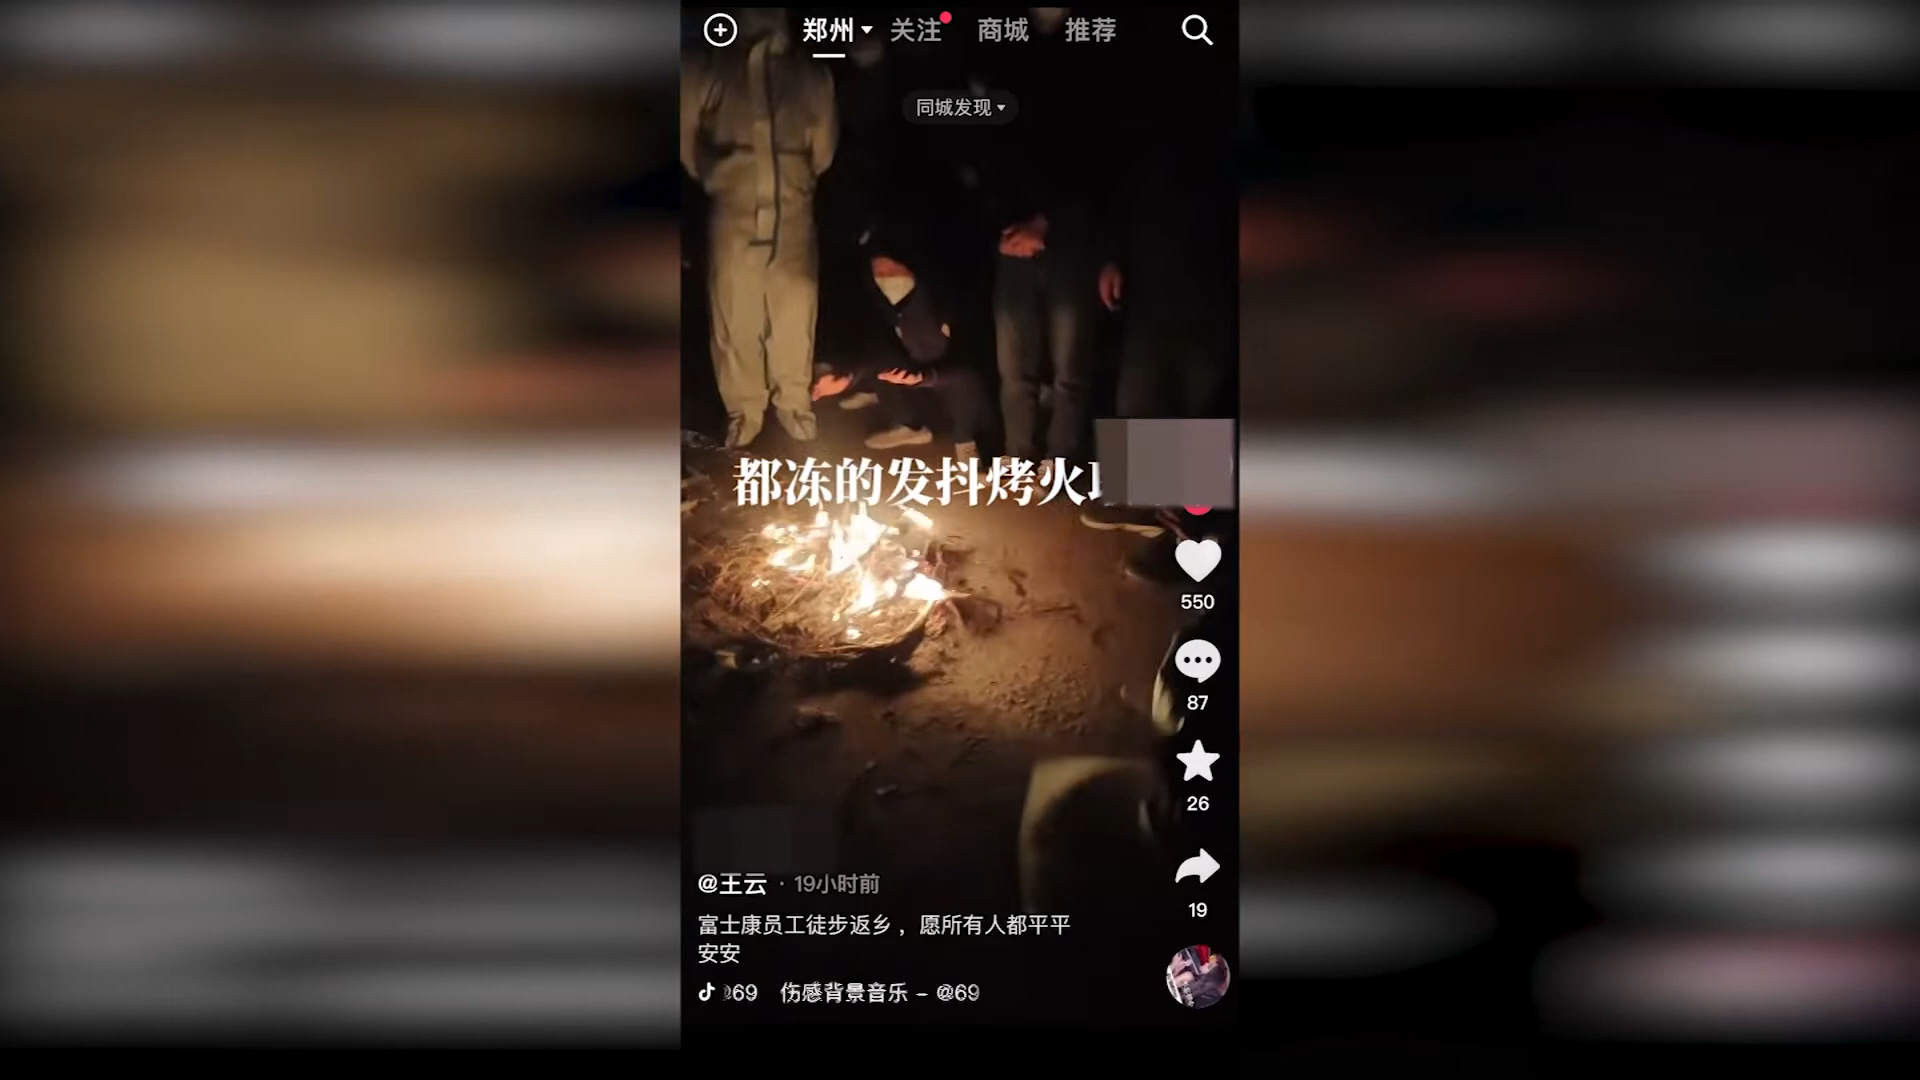 郑州 关注 商城 推荐
同城发现
都冻的发抖烤火
550
87
26
19
@王云 · 19小时前
富士康员工徒步返乡，愿所有人都平平
安安
@69 伤感背景音乐 - @69